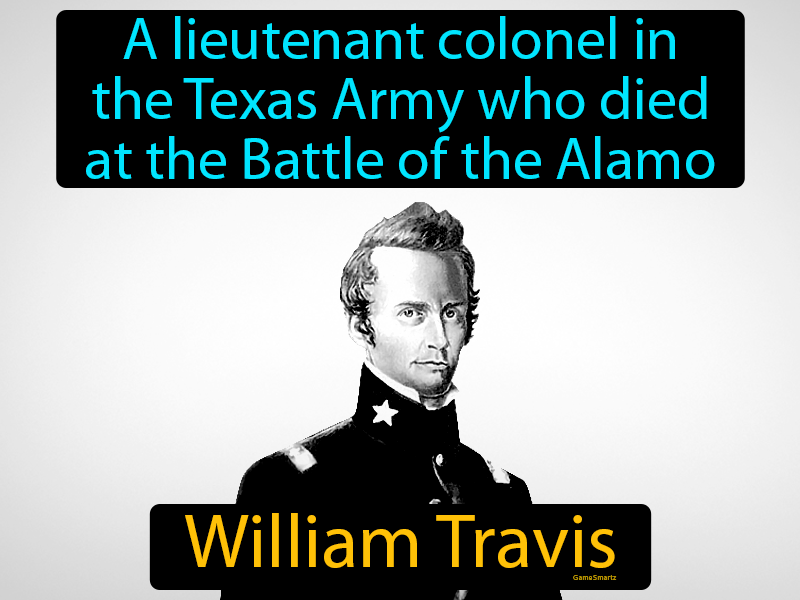 A lieutenant colonel in
the Texas Army who died
at the Battle of the Alamo
William Travis
GameSmartz